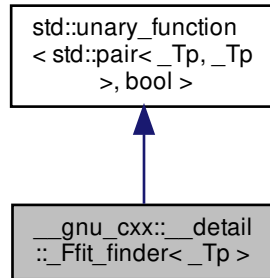 std::unary_function
< std::pair< _Tp, _Tp
>, bool >
__gnu_cxx::__detail
::_Ffit_finder< _Tp >